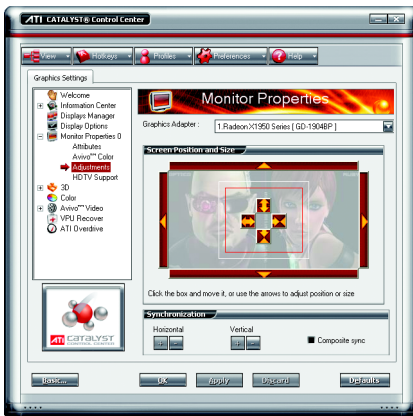 ATI CATALYST® Control Center
View
Hotkeys
Profiles
Preferences
Help
Graphics Settings
Welcome
Information Center
Displays Manager
Display Options
Monitor Properties 0
Attributes
Avivo™ Color
Adjustments
HDTV Support
3D
Color
Avivo™ Video
VPU Recover
ATI Overdrive
Monitor Properties
Graphics Adapter :
1.Radeon X1950 Series [ GD-1904BP ]
Screen Position and Size
Click the box and move it, or use the arrows to adjust position or size
Synchronization
Horizontal
Vertical
+ -
+ -
Composite sync
ATI CATALYST
CONTROL CENTER
Basic...
OK
Apply
Discard
Defaults